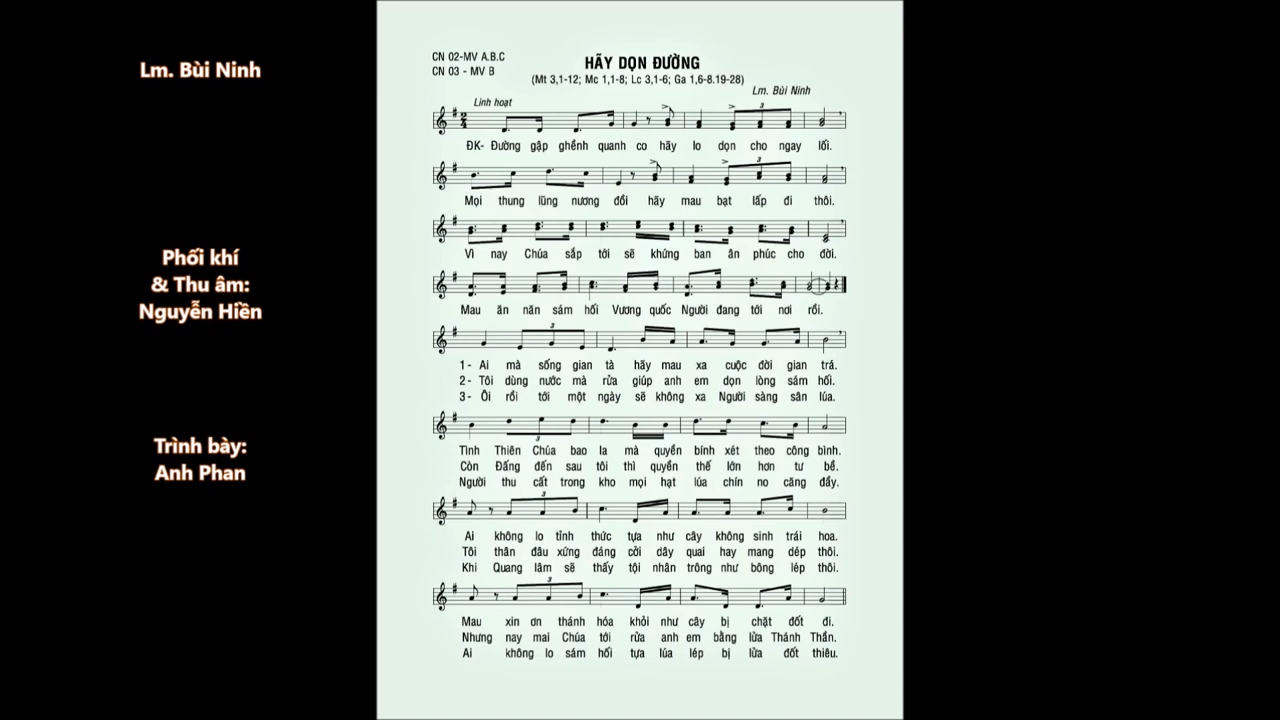 Lm. Bùi Ninh
Phối khí
& Thu âm:
Nguyễn Hiền
Trình bày:
Anh Phan
CN 02-MV A.B.C
CN 03 - MV B
HÃY DỌN ĐƯỜNG
(Mt 3,1-12; Mc 1,1-8; Lc 3,1-6; Ga 1,6-8.19-28)
Lm. Bùi Ninh
Linh hoạt
ĐK- Đường gập ghềnh quanh co hãy lo dọn cho ngay lối.
Mọi thung lũng nương đồi hãy mau bạt lấp đi thôi.
Vì nay Chúa sắp tới sẽ khứng ban ân phúc cho đời.
Mau ăn năn sám hối Vương quốc Người đang tới nơi rồi.
1- Ai mà sống gian tà hãy mau xa cuộc đời gian trá.
2- Tôi dùng nước mà rửa giúp anh em dọn lòng sám hối.
3- Ôi rồi tới một ngày sẽ không xa Người sàng sân lúa.
Tình Thiên Chúa bao la mà quyền bính xét theo công bình.
Còn Đấng đến sau tôi thì quyền thế lớn hơn tư bề.
Người thu cất trong kho mọi hạt lúa chín no căng đầy.
Ai không lo tỉnh thức tựa như cây không sinh trái hoa.
Tôi thân đâu xứng đáng cởi dây quai hay mang dép thôi.
Khi Quang lâm sẽ thấy tội nhân trông như bông lép thôi.
Mau xin ơn thánh hóa khỏi như cây bị chặt đốt đi.
Nhưng nay mai Chúa tới rửa anh em bằng lửa Thánh Thần.
Ai không lo sám hối tựa lúa lép bị lửa đốt thiêu.